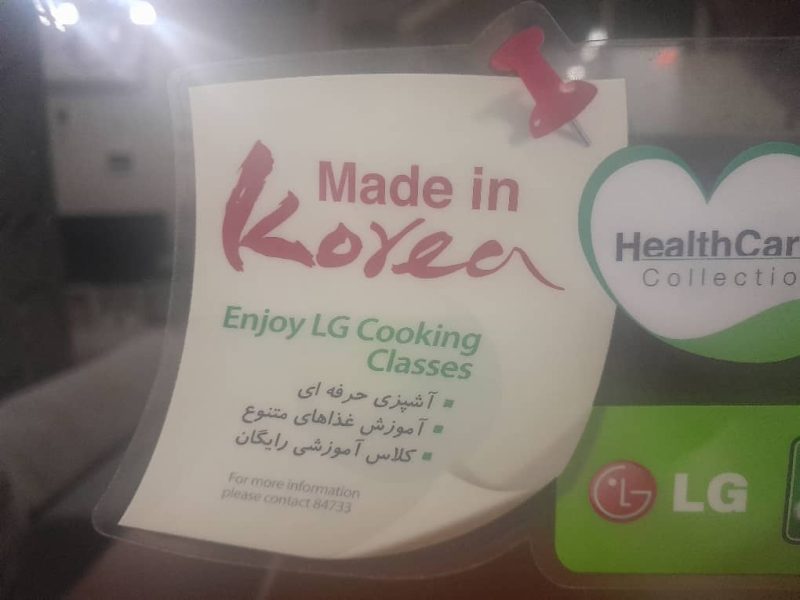 Made in
Korea
Enjoy LG Cooking
Classes
▪ آشپزی حرفه ای
▪ آموزش غذاهای متنوع
▪ کلاس آموزشی رایگان
For more information
please contact 84733
HealthCar
Collectio
LG